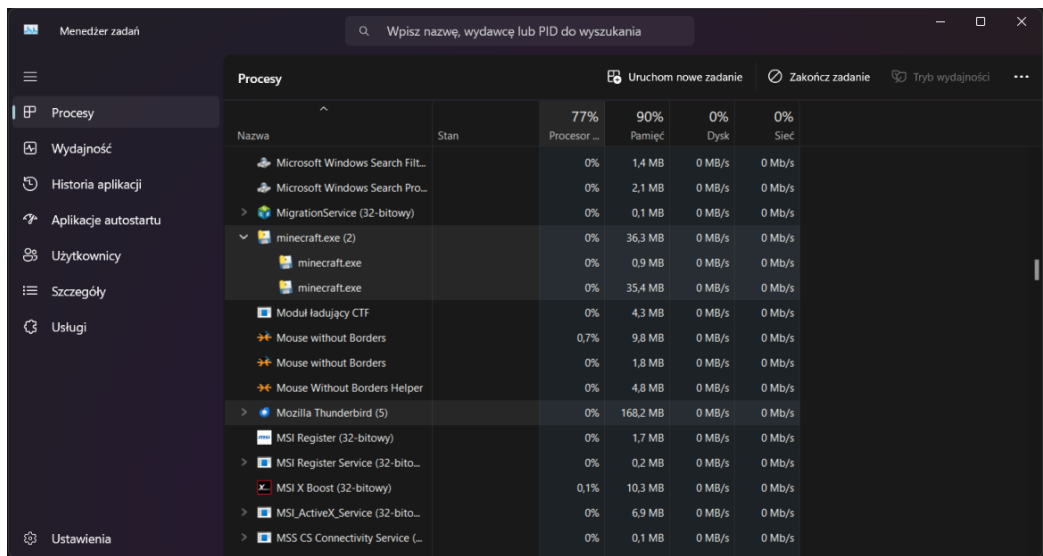 Menedżer zadań
Wpisz nazwę, wydawcę lub PID do wyszukania
Procesy
Uruchom nowe zadanie
Zakończ zadanie
Tryb wydajności
Procesy
Wydajność
Historia aplikacji
Aplikacje autostartu
Użytkownicy
Szczegóły
Usługi
Ustawienia
77% 90% 0% 0%
Nazwa Stan Procesor ... Pamięć Dysk Sieć
Microsoft Windows Search Filt... 0% 1,4 MB 0 MB/s 0 Mb/s
Microsoft Windows Search Pro... 0% 2,1 MB 0 MB/s 0 Mb/s
MigrationService (32-bitowy) 0% 0,1 MB 0 MB/s 0 Mb/s
minecraft.exe (2) 0% 36,3 MB 0 MB/s 0 Mb/s
minecraft.exe 0% 0,9 MB 0 MB/s 0 Mb/s
minecraft.exe 0% 35,4 MB 0 MB/s 0 Mb/s
Moduł ładujący CTF 0% 4,3 MB 0 MB/s 0 Mb/s
Mouse without Borders 0,7% 9,8 MB 0 MB/s 0 Mb/s
Mouse without Borders 0% 1,8 MB 0 MB/s 0 Mb/s
Mouse Without Borders Helper 0% 4,8 MB 0 MB/s 0 Mb/s
Mozilla Thunderbird (5) 0% 168,2 MB 0 MB/s 0 Mb/s
MSI Register (32-bitowy) 0% 1,7 MB 0 MB/s 0 Mb/s
MSI Register Service (32-bito... 0% 0,2 MB 0 MB/s 0 Mb/s
MSI X Boost (32-bitowy) 0,1% 10,3 MB 0 MB/s 0 Mb/s
MSI_ActiveX_Service (32-bito... 0% 6,9 MB 0 MB/s 0 Mb/s
MSS CS Connectivity Service (... 0% 0,1 MB 0 MB/s 0 Mb/s